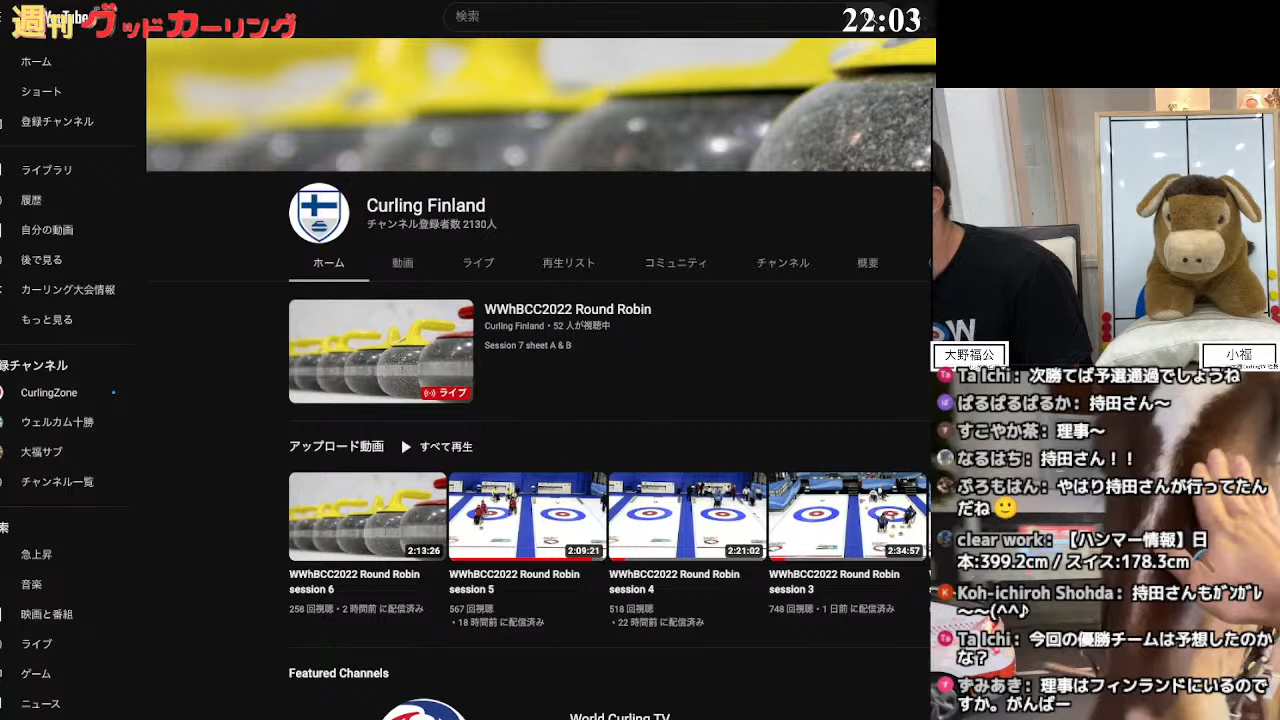 週刊グッドカーリング
検索
22:03
ホーム
ショート
登録チャンネル
ライブラリ
履歴
自分の動画
後で見る
カーリング大会情報
もっと見る
録チャンネル
CurlingZone
ウェルカム十勝
大福サブ
チャンネル一覧
索
急上昇
音楽
映画と番組
ライブ
ゲーム
ニュース
Curling Finland
チャンネル登録者数 2130人
ホーム
動画
ライブ
再生リスト
コミュニティ
チャンネル
概要
WWhBCC2022 Round Robin
Curling Finland・52 人が視聴中
Session 7 sheet A & B
ライブ
アップロード動画
すべて再生
2:13:26
2:09:21
2:21:02
2:34:57
WWhBCC2022 Round Robin
session 6
258 回視聴・2 時間前 に配信済み
WWhBCC2022 Round Robin
session 5
567 回視聴
・18 時間前 に配信済み
WWhBCC2022 Round Robin
session 4
518 回視聴
・22 時間前 に配信済み
WWhBCC2022 Round Robin
session 3
748 回視聴・1 日前 に配信済み
Featured Channels
World Curling TV
大野福公
小福
Ta Ichi： 次勝てば予選通過でしょうね
ぱるぱるぱるか： 持田さん〜
すこやか茶： 理事〜
なるはち： 持田さん！！
ぷろもはん： やはり持田さんが行ってたん
だね🙂
clear work： 【ハンマー情報】日
本:399.2cm / スイス:178.3cm
Koh-ichiroh Shohda： 持田さんもｶﾞﾝｶﾞﾚ
〜〜(^^♪
Ta Ichi： 今回の優勝チームは予想したのか
な?
ずみあき： 理事はフィンランドにいるので
すか。がんばー